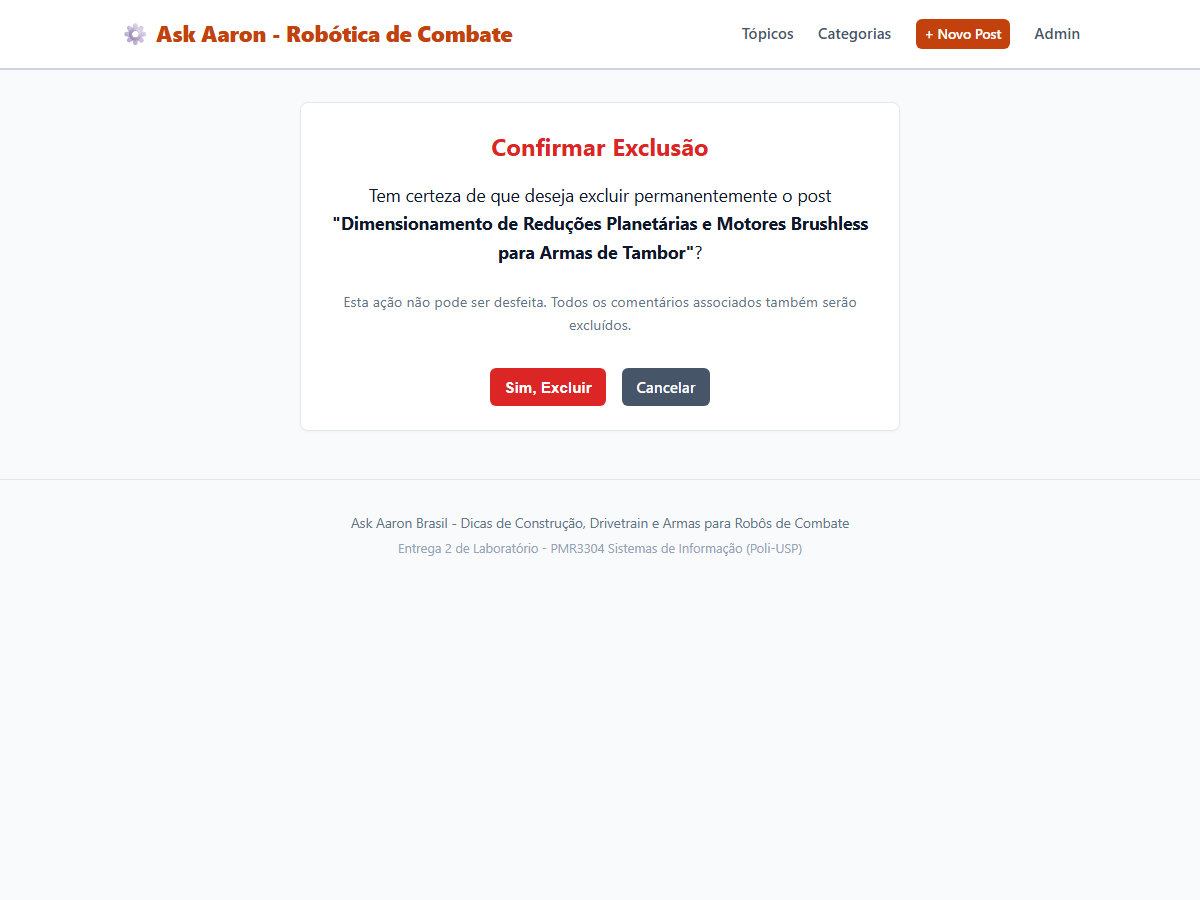 Ask Aaron - Robótica de Combate
Tópicos
Categorias
+ Novo Post
Admin
Confirmar Exclusão
Tem certeza de que deseja excluir permanentemente o post
"Dimensionamento de Reduções Planetárias e Motores Brushless
para Armas de Tambor"?
Esta ação não pode ser desfeita. Todos os comentários associados também serão
excluídos.
Sim, Excluir
Cancelar
Ask Aaron Brasil - Dicas de Construção, Drivetrain e Armas para Robôs de Combate
Entrega 2 de Laboratório - PMR3304 Sistemas de Informação (Poli-USP)